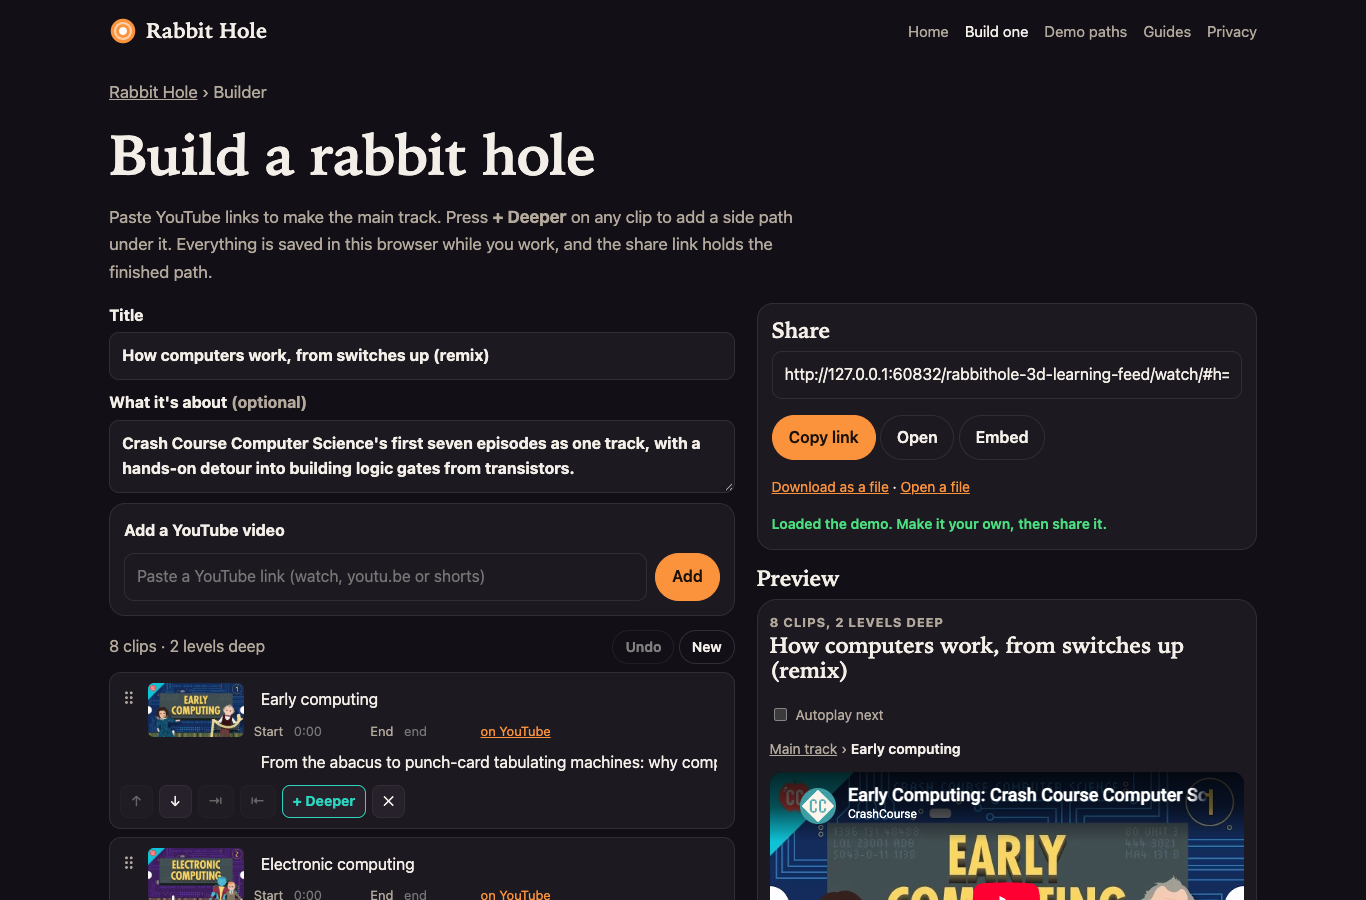 Rabbit Hole
Home Build one Demo paths Guides Privacy
Rabbit Hole › Builder
Build a rabbit hole
Paste YouTube links to make the main track. Press + Deeper on any clip to add a side path
under it. Everything is saved in this browser while you work, and the share link holds the
finished path.
Title
How computers work, from switches up (remix)
What it's about (optional)
Crash Course Computer Science's first seven episodes as one track, with a
hands-on detour into building logic gates from transistors.
Add a YouTube video
Paste a YouTube link (watch, youtu.be or shorts)
Add
8 clips · 2 levels deep
Undo
New
EARLY
COMPUTING
Early computing
Start 0:00 End end on YouTube
From the abacus to punch-card tabulating machines: why comp
↑ ↓ ⇥ ⇤ + Deeper ✕
ELECTRONIC
COMPUTING
Electronic computing
Start 0:00 End end on YouTube
Share
http://127.0.0.1:60832/rabbithole-3d-learning-feed/watch/#h=
Copy link
Open
Embed
Download as a file · Open a file
Loaded the demo. Make it your own, then share it.
Preview
8 CLIPS, 2 LEVELS DEEP
How computers work, from switches up
(remix)
Autoplay next
Main track › Early computing
CC
Early Computing: Crash Course Computer Sc
CrashCourse
1
EARLY
COMPUTING